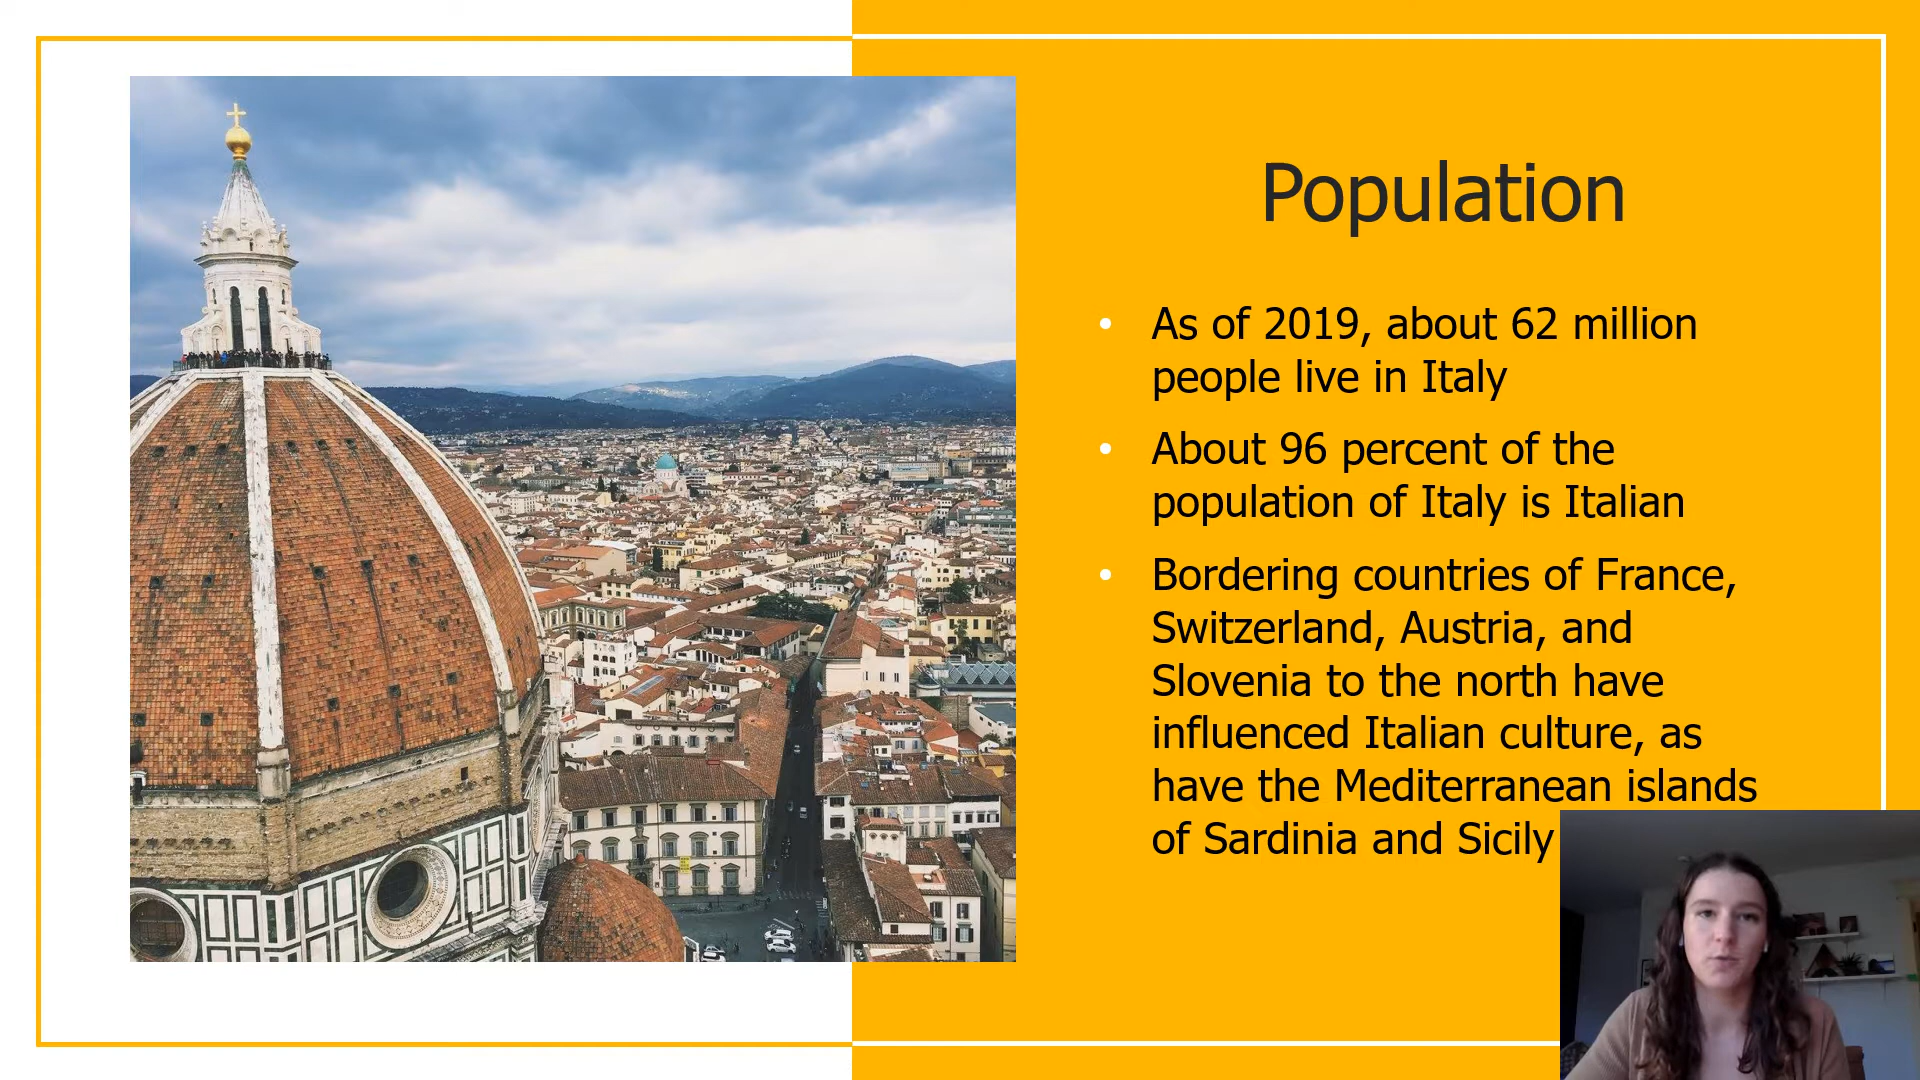 Population
• As of 2019, about 62 million
people live in Italy
• About 96 percent of the
population of Italy is Italian
• Bordering countries of France,
Switzerland, Austria, and
Slovenia to the north have
influenced Italian culture, as
have the Mediterranean islands
of Sardinia and Sicily